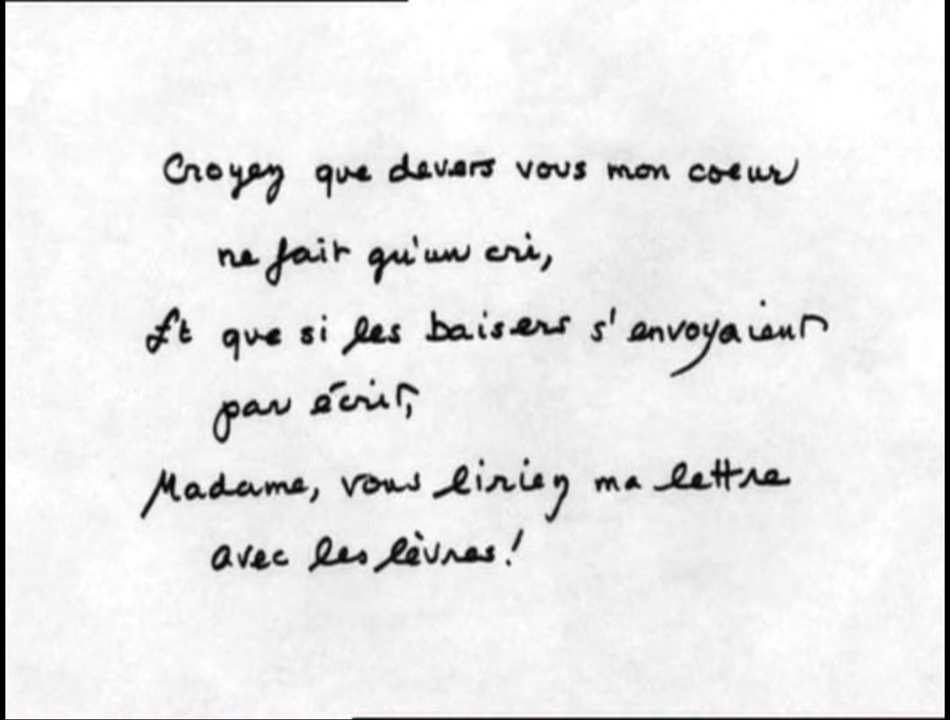 Croyez que devers vous mon coeur
ne fait qu'un cri,
Et que si les baisers s'envoyaient
par écrit,
Madame, vous liriez ma lettre
avec les lèvres!